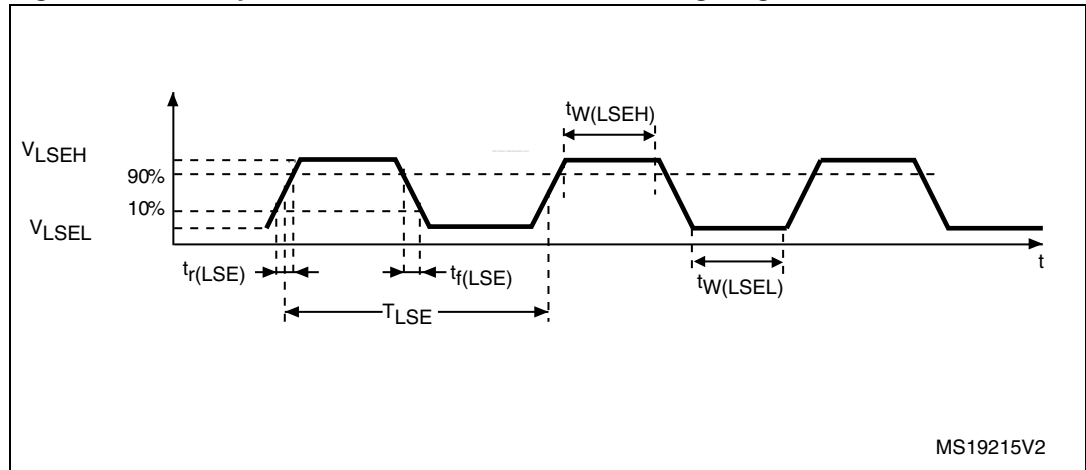 tW(LSEH)
VLSEH
90%
10%
VLSEL
tr(LSE)
tf(LSE)
tW(LSEL)
t
TLSE
MS19215V2